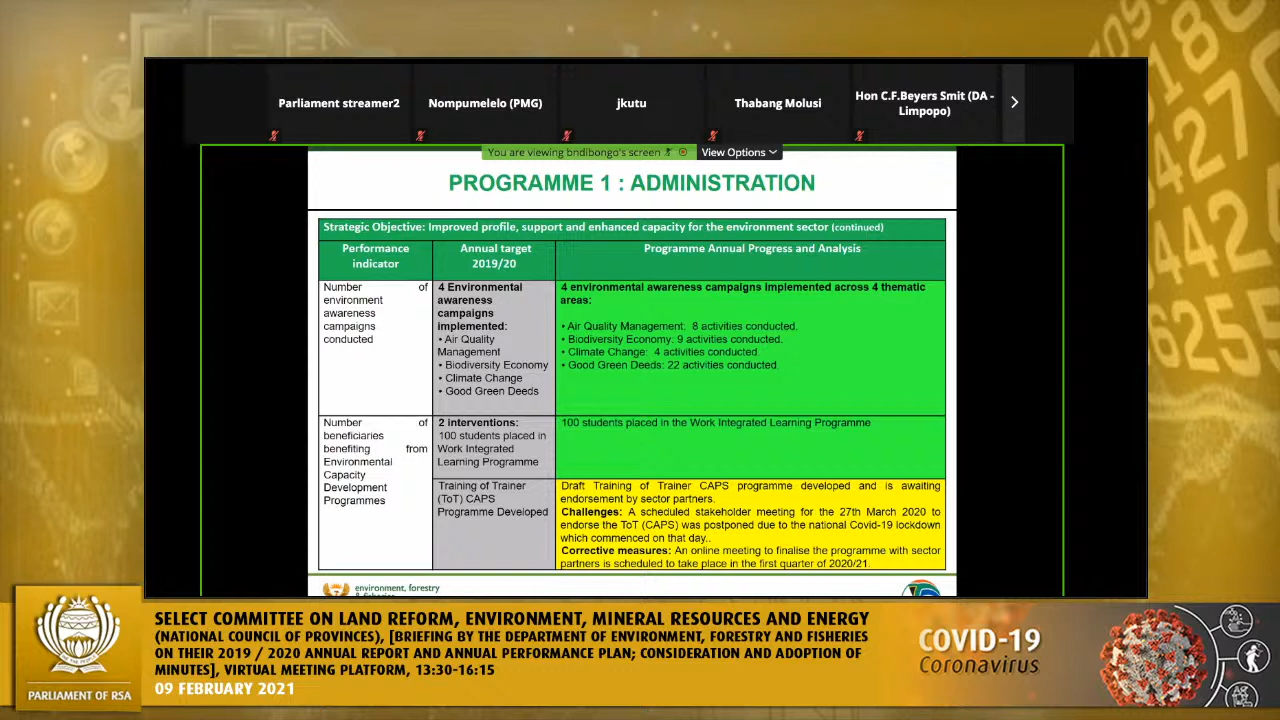 Parliament streamer2
Nompumelelo (PMG)
jkutu
Thabang Molusi
Hon C.F.Beyers Smit (DA -
Limpopo)
You are viewing bndibongo's screen
View Options
PROGRAMME 1 : ADMINISTRATION
Strategic Objective: Improved profile, support and enhanced capacity for the environment sector (continued)
Performance
indicator
Annual target
2019/20
Programme Annual Progress and Analysis
Number of
environment
awareness
campaigns
conducted
4 Environmental
awareness
campaigns
implemented:
• Air Quality
Management
• Biodiversity Economy
• Climate Change
• Good Green Deeds
4 environmental awareness campaigns implemented across 4 thematic
areas:
• Air Quality Management: 8 activities conducted.
• Biodiversity Economy: 9 activities conducted.
• Climate Change: 4 activities conducted.
• Good Green Deeds: 22 activities conducted.
Number of
beneficiaries
benefiting from
Environmental
Capacity
Development
Programmes
2 interventions:
100 students placed in
Work Integrated
Learning Programme
100 students placed in the Work Integrated Learning Programme
Training of Trainer
(ToT) CAPS
Programme Developed
Draft Training of Trainer CAPS programme developed and is awaiting
endorsement by sector partners.
Challenges: A scheduled stakeholder meeting for the 27th March 2020 to
endorse the ToT (CAPS) was postponed due to the national Covid-19 lockdown
which commenced on that day..
Corrective measures: An online meeting to finalise the programme with sector
partners is scheduled to take place in the first quarter of 2020/21.
environment, forestry
PARLIAMENT OF RSA
SELECT COMMITTEE ON LAND REFORM, ENVIRONMENT, MINERAL RESOURCES AND ENERGY
(NATIONAL COUNCIL OF PROVINCES), [BRIEFING BY THE DEPARTMENT OF ENVIRONMENT, FORESTRY AND FISHERIES
ON THEIR 2019 / 2020 ANNUAL REPORT AND ANNUAL PERFORMANCE PLAN; CONSIDERATION AND ADOPTION OF
MINUTES], VIRTUAL MEETING PLATFORM, 13:30-16:15
09 FEBRUARY 2021
COVID-19
Coronavirus